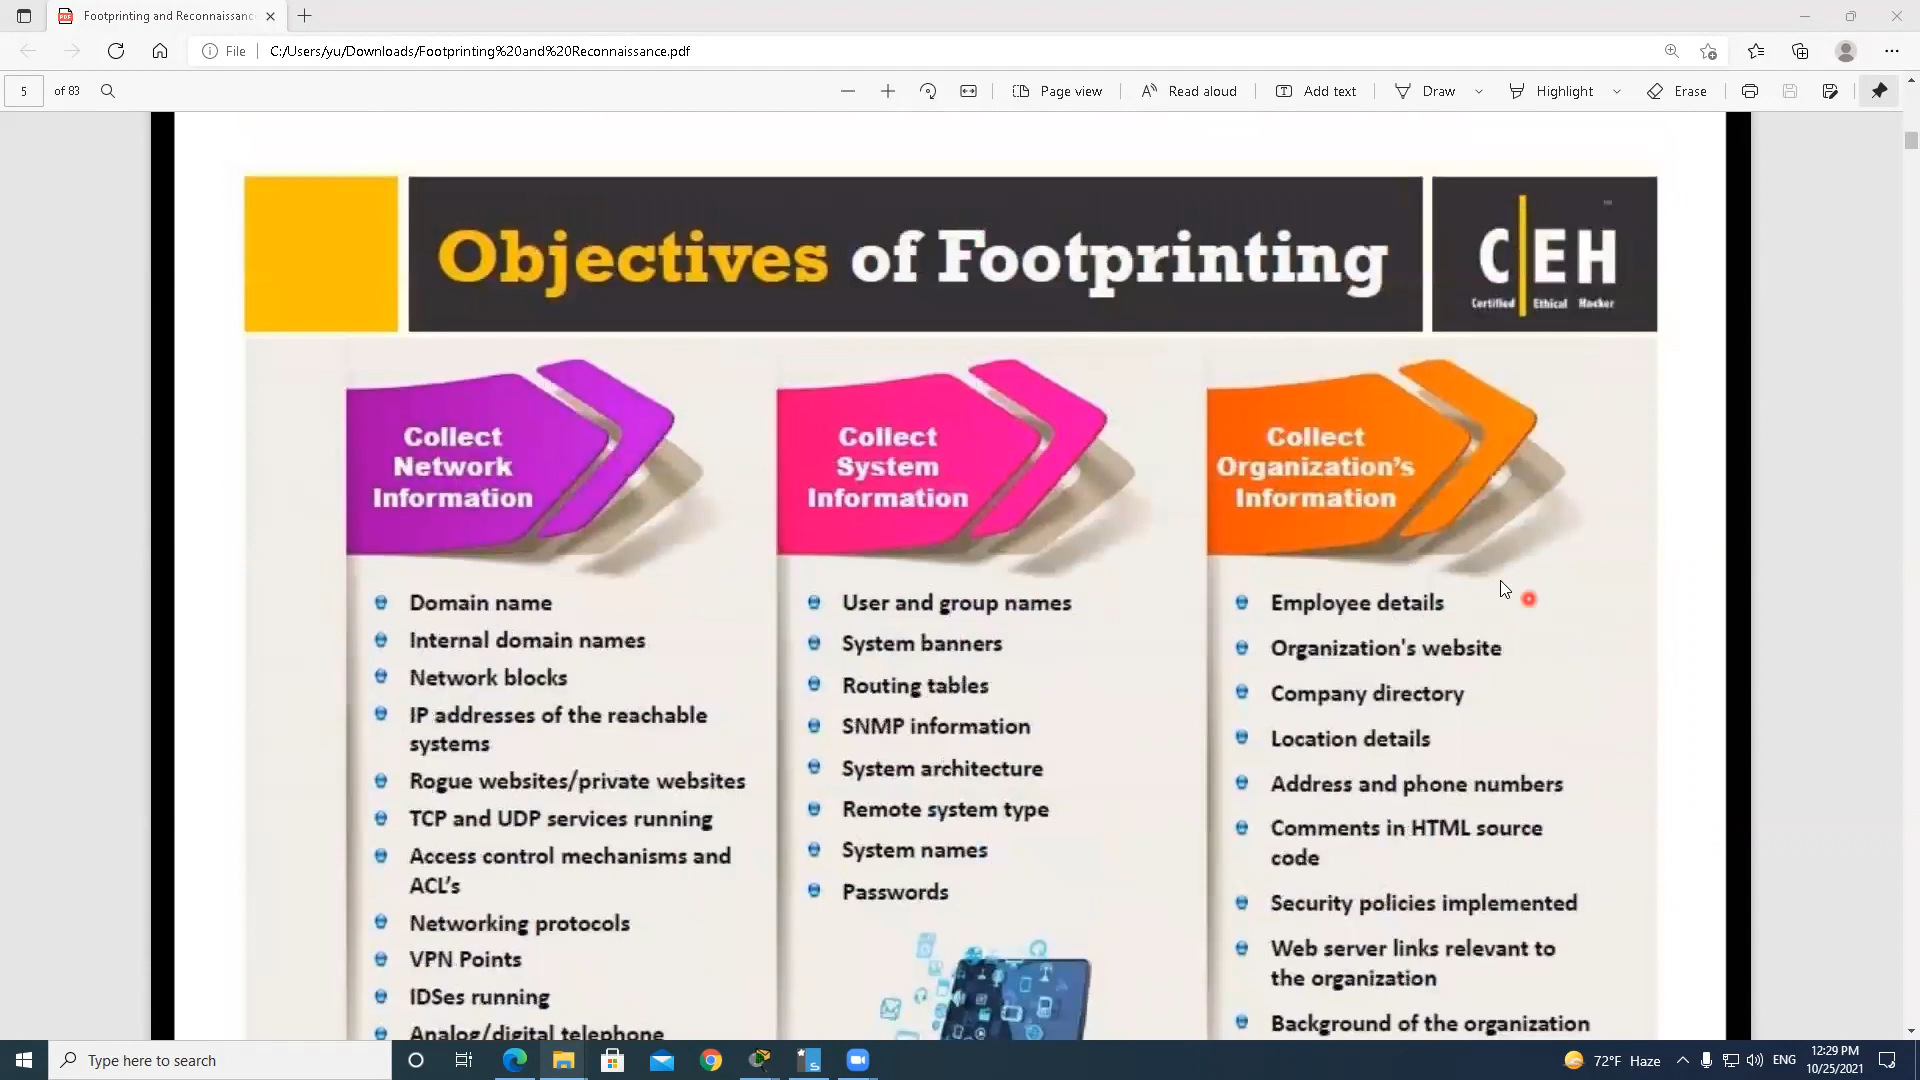 Footprinting and Reconnaissanc
File
C:/Users/yu/Downloads/Footprinting%20and%20Reconnaissance.pdf
5 of 83
Page view
Read aloud
Add text
Draw
Highlight
Erase
Objectives of Footprinting
CEH
Certified Ethical Hacker
Collect
Network
Information
Domain name
Internal domain names
Network blocks
IP addresses of the reachable
systems
Rogue websites/private websites
TCP and UDP services running
Access control mechanisms and
ACL’s
Networking protocols
VPN Points
IDSes running
Analog/digital telephone
Collect
System
Information
User and group names
System banners
Routing tables
SNMP information
System architecture
Remote system type
System names
Passwords
Collect
Organization’s
Information
Employee details
Organization's website
Company directory
Location details
Address and phone numbers
Comments in HTML source
code
Security policies implemented
Web server links relevant to
the organization
Background of the organization
Type here to search
72°F Haze
ENG
12:29 PM
10/25/2021